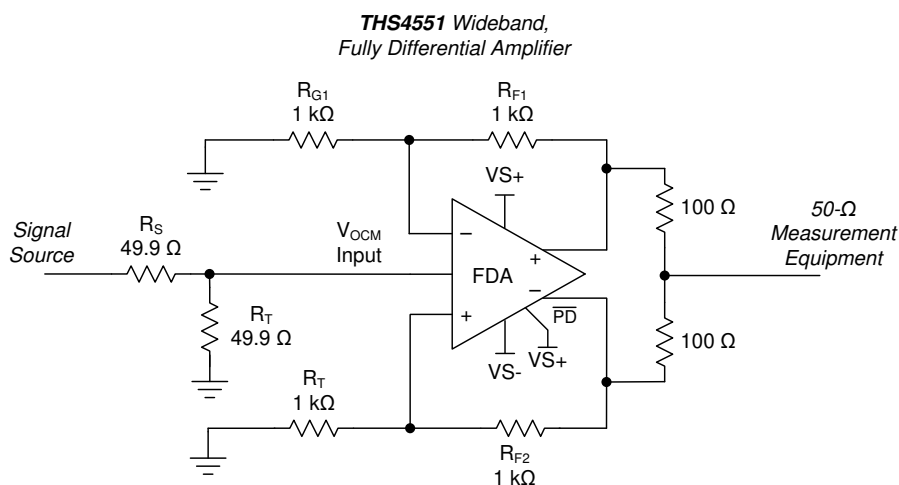 THS4551 Wideband,
Fully Differential Amplifier
RG1
1 kΩ
RF1
1 kΩ
VS+
Signal
Source
RS
49.9 Ω
VOCM
Input
−
+
FDA
+
−
PD
VS-
VS+
100 Ω
100 Ω
50-Ω
Measurement
Equipment
RT
49.9 Ω
RT
1 kΩ
RF2
1 kΩ